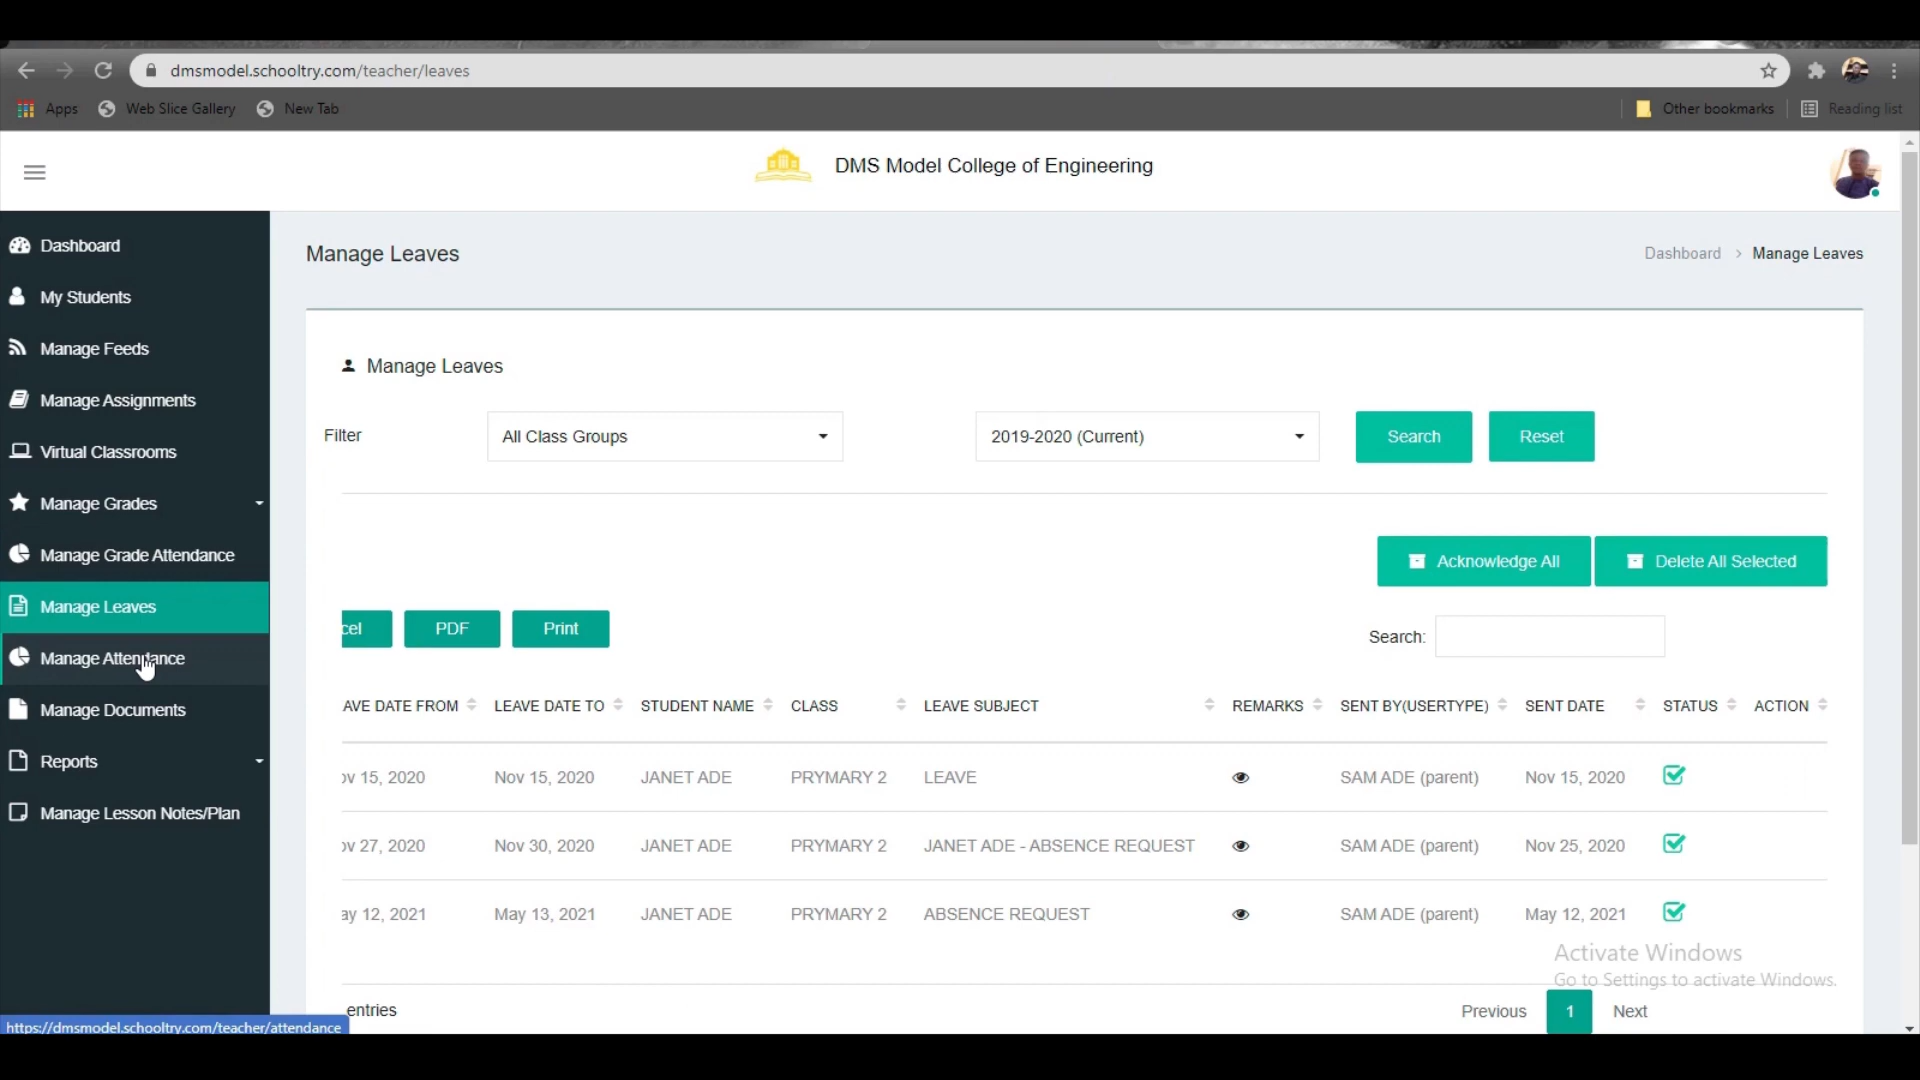 dmsmodel.schooltry.com/teacher/leaves
Apps Web Slice Gallery New Tab Other bookmarks Reading list
DMS Model College of Engineering
Dashboard
My Students
Manage Feeds
Manage Assignments
Virtual Classrooms
Manage Grades
Manage Grade Attendance
Manage Leaves
Manage Attendance
Manage Documents
Reports
Manage Lesson Notes/Plan
https://dmsmodel.schooltry.com/teacher/attendance
Manage Leaves Dashboard > Manage Leaves
Manage Leaves
Filter All Class Groups 2019-2020 (Current) Search Reset
Acknowledge All Delete All Selected
cel PDF Print Search:
AVE DATE FROM LEAVE DATE TO STUDENT NAME CLASS LEAVE SUBJECT REMARKS SENT BY(USERTYPE) SENT DATE STATUS ACTION
ov 15, 2020 Nov 15, 2020 JANET ADE PRYMARY 2 LEAVE SAM ADE (parent) Nov 15, 2020
ov 27, 2020 Nov 30, 2020 JANET ADE PRYMARY 2 JANET ADE - ABSENCE REQUEST SAM ADE (parent) Nov 25, 2020
ay 12, 2021 May 13, 2021 JANET ADE PRYMARY 2 ABSENCE REQUEST SAM ADE (parent) May 12, 2021
Activate Windows
Go to Settings to activate Windows.
entries Previous 1 Next